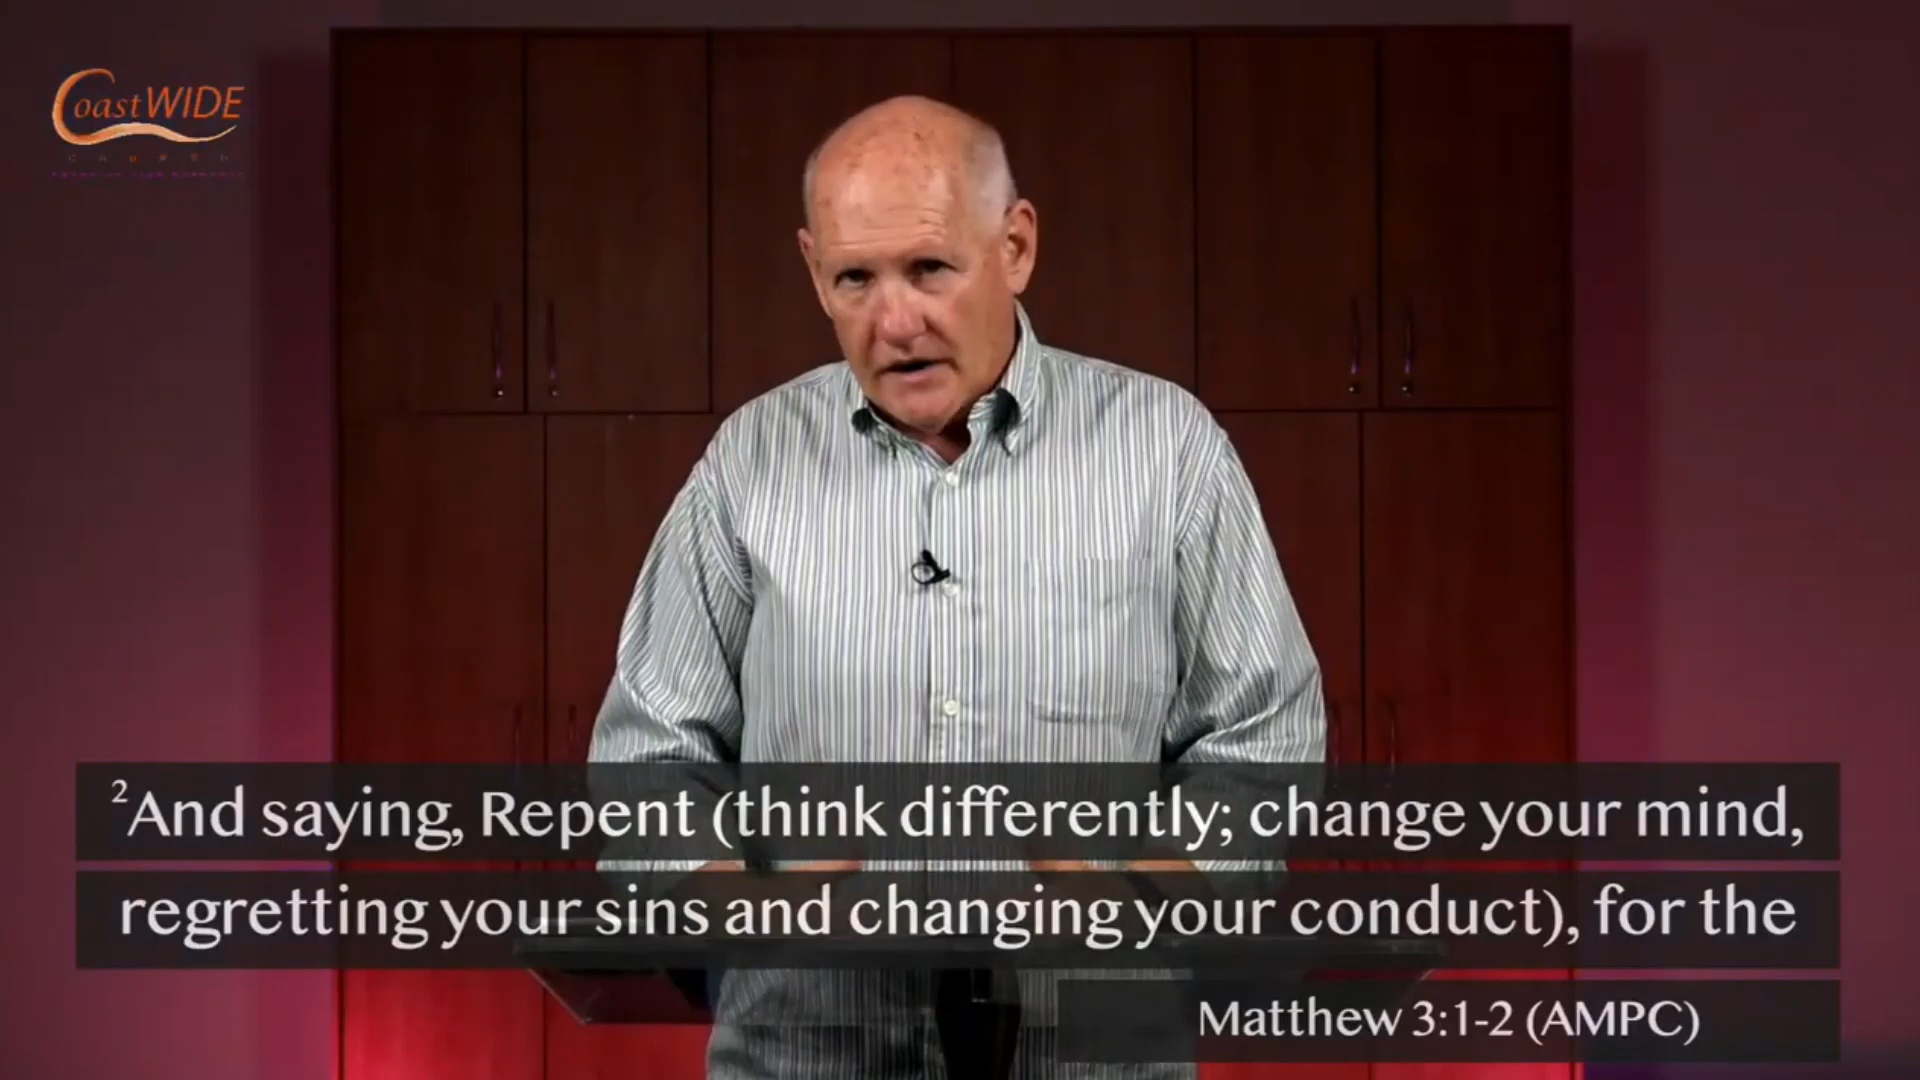 CoastWIDE
²And saying, Repent (think differently; change your mind,
regretting your sins and changing your conduct), for the
Matthew 3:1-2 (AMPC)